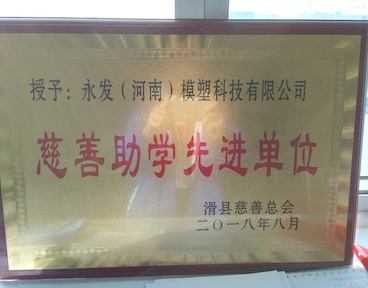 授予：永发（河南）模塑科技有限公司
慈善助学先进单位
滑县慈善总会
二〇一八年八月